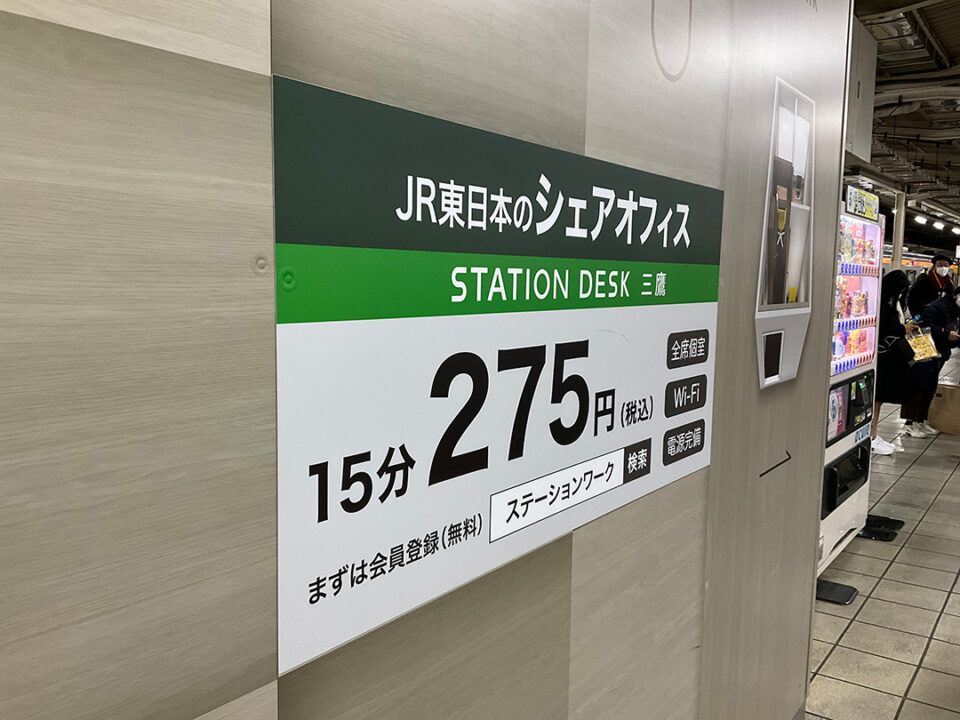 JR東日本のシェアオフィス
STATION DESK 三鷹
15分275円(税込)
全席個室
Wi-Fi
電源完備
まずは会員登録(無料)
ステーションワーク 検索